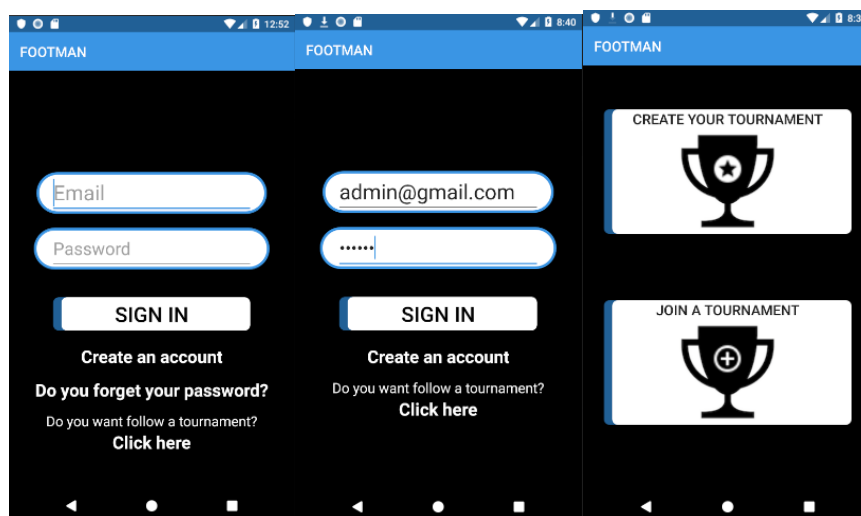 12:52
FOOTMAN
Email
Password
SIGN IN
Create an account
Do you forget your password?
Do you want follow a tournament?
Click here
8:40
FOOTMAN
admin@gmail.com
••••••
SIGN IN
Create an account
Do you want follow a tournament?
Click here
8:3
FOOTMAN
CREATE YOUR TOURNAMENT
JOIN A TOURNAMENT